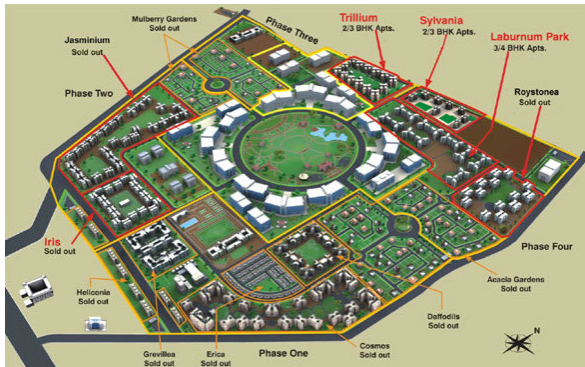 Mulberry Gardens
Sold out
Phase Three
Trillium
2/3 BHK Apts.
Sylvania
2/3 BHK Apts.
Laburnum Park
3/4 BHK Apts.
Jasminium
Sold out
Roystonea
Sold out
Phase Two
Iris
Sold out
Phase Four
Heliconia
Sold out
Acacia Gardens
Sold out
Daffodils
Sold out
Cosmos
Sold out
Grevillea
Sold out
Erica
Sold out
Phase One
N